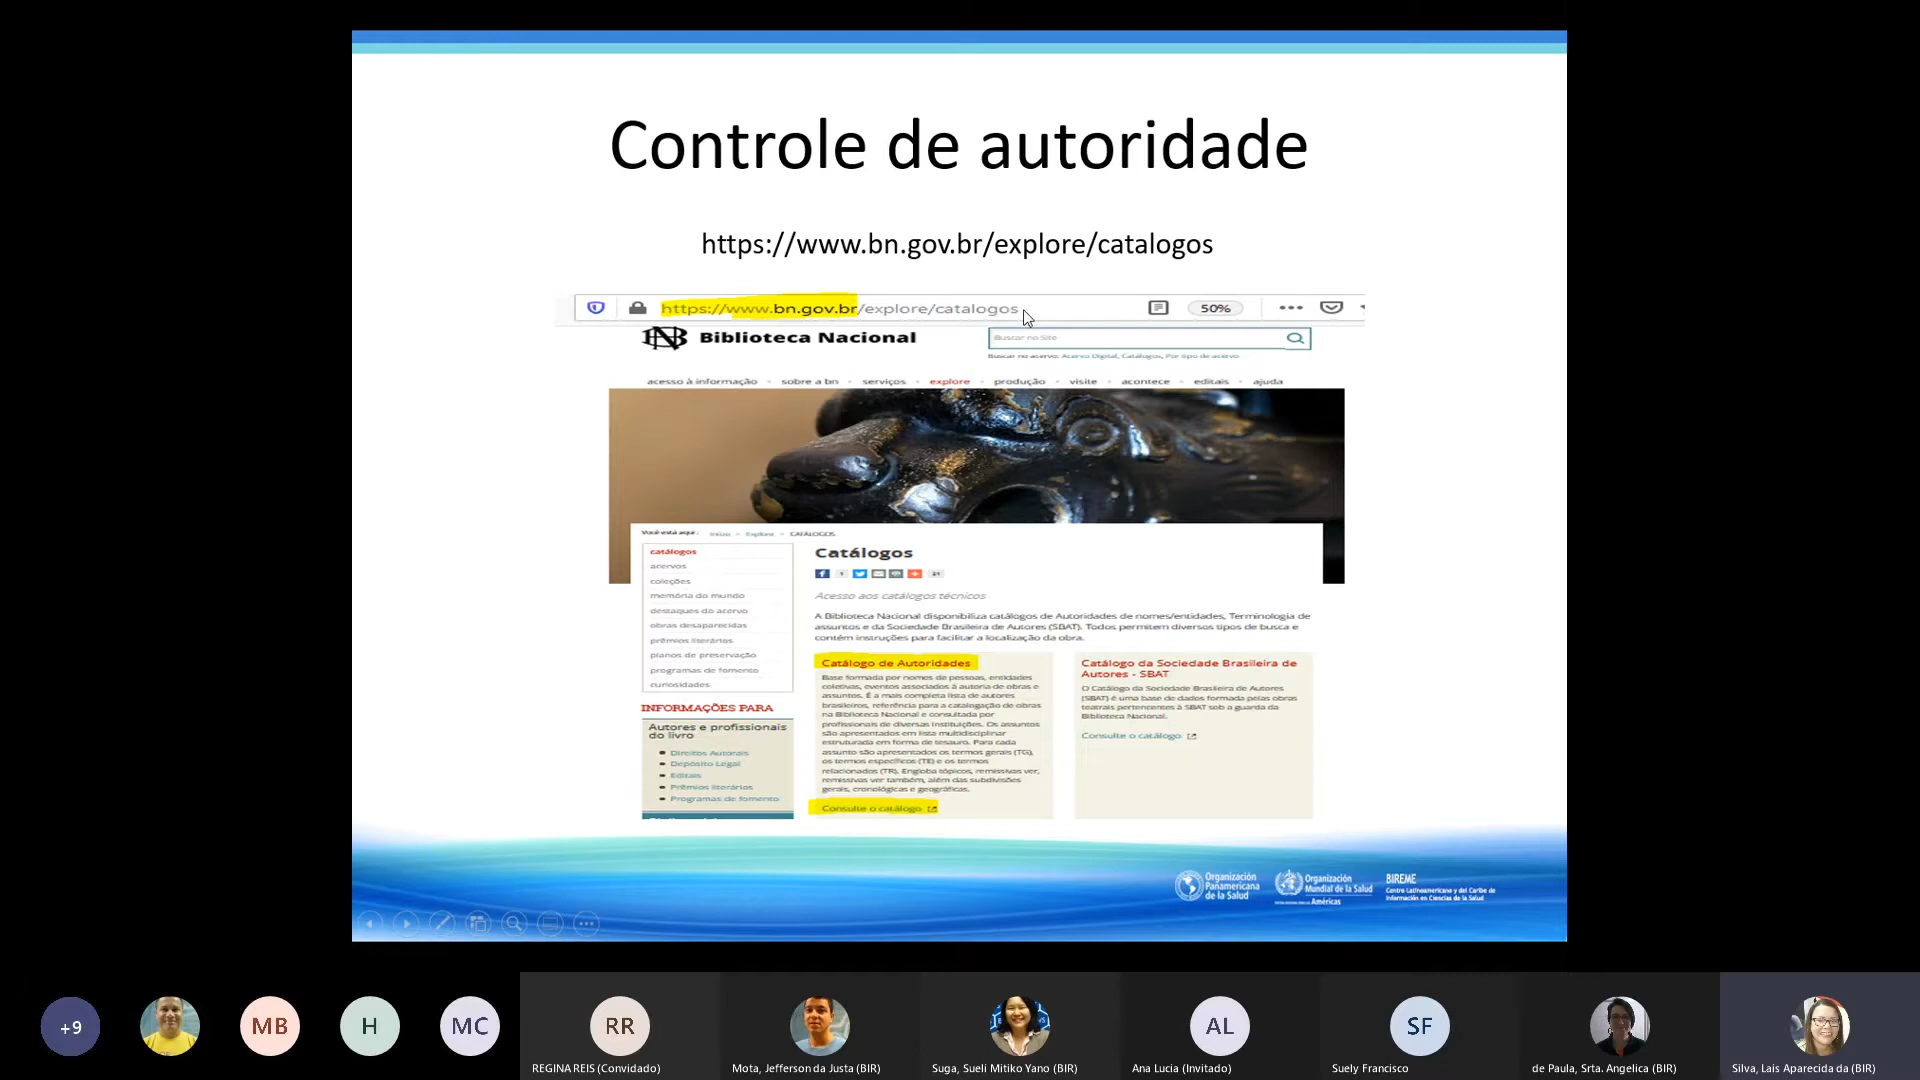 Controle de autoridade
https://www.bn.gov.br/explore/catalogos
https://www.bn.gov.br/explore/catalogos
50%
Biblioteca Nacional
Buscar no Site
Buscar no acervo: Acervo Digital, Catálogos, Por tipo de acervo
acesso à informação
sobre a bn
serviços
explore
produção
visite
acontece
editais
ajuda
Você está aqui: Início Explore CATÁLOGOS
catálogos
acervos
coleções
memória do mundo
destaques do acervo
obras desaparecidas
prêmios literários
planos de preservação
programas de fomento
curiosidades
INFORMAÇÕES PARA
Autores e profissionais
do livro
Direitos Autorais
Depósito Legal
Editais
Prêmios literários
Programas de fomento
Catálogos
Acesso aos catálogos técnicos
A Biblioteca Nacional disponibiliza catálogos de Autoridades de nomes/entidades, Terminologia de
assuntos e da Sociedade Brasileira de Autores (SBAT). Todos permitem diversos tipos de busca e
contém instruções para facilitar a localização da obra.
Catálogo de Autoridades
Base formada por nomes de pessoas, entidades
coletivas, eventos associados à autoria de obras e
assuntos. É a mais completa lista de autores
brasileiros, referência para a catalogação de obras
na Biblioteca Nacional e consultada por
profissionais de diversas instituições. Os assuntos
são apresentados em lista multidisciplinar
estruturada em forma de tesauro. Para cada
assunto são apresentados os termos gerais (TG),
os termos específicos (TE) e os termos
relacionados (TR). Engloba tópicos, remissivas ver,
remissivas ver também, além das subdivisões
gerais, cronológicas e geográficas.
Consulte o catálogo
Catálogo da Sociedade Brasileira de
Autores - SBAT
O Catálogo da Sociedade Brasileira de Autores
(SBAT) é uma base de dados formada pelas obras
teatrais pertencentes à SBAT sob a guarda da
Biblioteca Nacional.
Consulte o catálogo
Organización
Panamericana
de la Salud
Organización
Mundial de la Salud
Américas
BIREME
Centro Latinoamericano y del Caribe de
Información en Ciencias de la Salud
+9
MB
H
MC
RR
AL
SF
REGINA REIS (Convidado)
Mota, Jefferson da Justa (BIR)
Suga, Sueli Mitiko Yano (BIR)
Ana Lucia (Invitado)
Suely Francisco
de Paula, Srta. Angelica (BIR)
Silva, Lais Aparecida da (BIR)